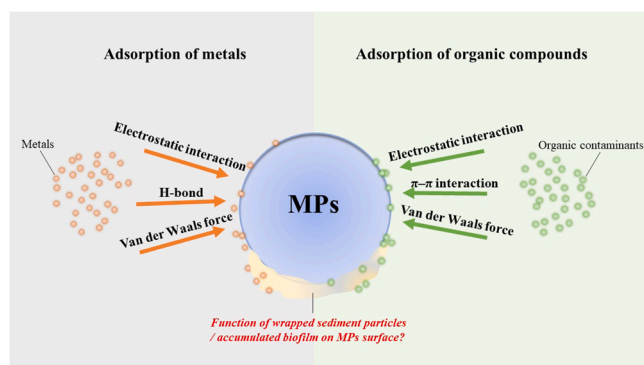 Adsorption of metals
Adsorption of organic compounds
Metals
Electrostatic interaction
H-bond
Van der Waals force
MPs
Electrostatic interaction
π–π interaction
Van der Waals force
Organic contaminants
Function of wrapped sediment particles
/ accumulated biofilm on MPs surface?